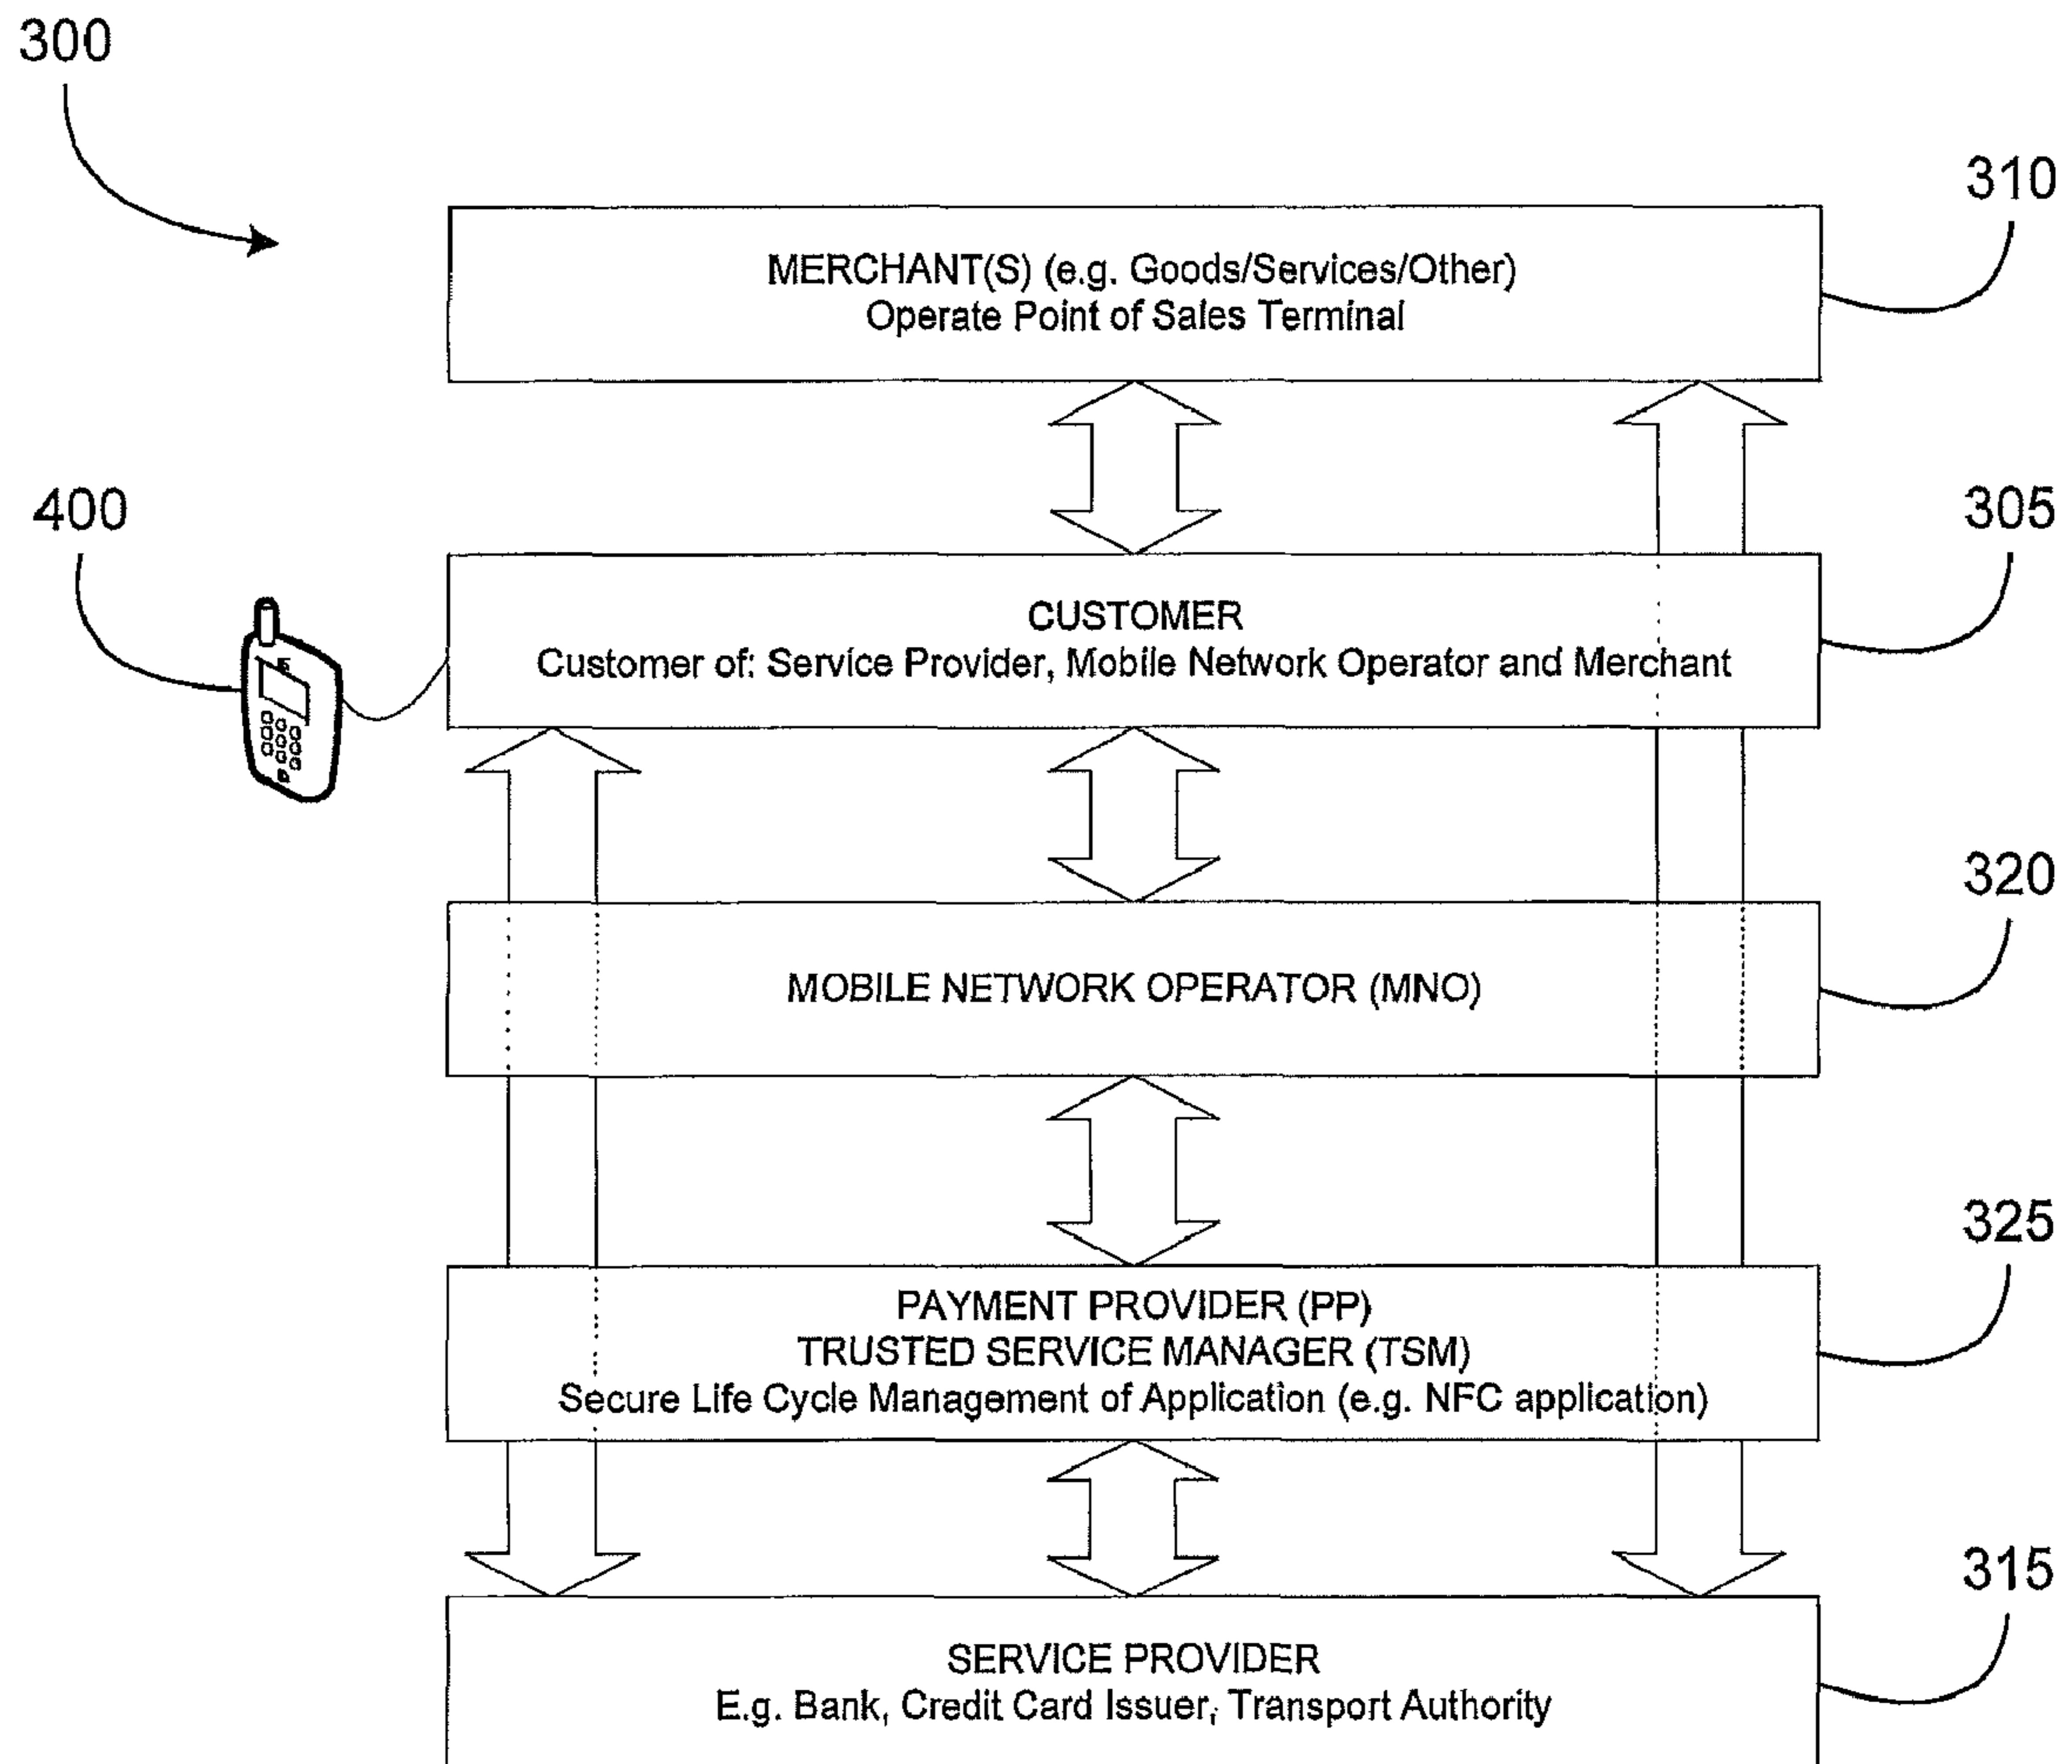 300
310
MERCHANT(S) (e.g. Goods/Services/Other)
Operate Point of Sales Terminal
400
305
CUSTOMER
Customer of: Service Provider, Mobile Network Operator and Merchant
320
MOBILE NETWORK OPERATOR (MNO)
325
PAYMENT PROVIDER (PP)
TRUSTED SERVICE MANAGER (TSM)
Secure Life Cycle Management of Application (e.g. NFC application)
315
SERVICE PROVIDER
E.g. Bank, Credit Card Issuer, Transport Authority